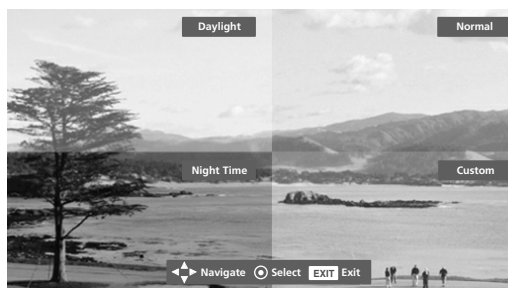 Daylight
Normal
Night Time
Custom
Navigate Select EXIT Exit